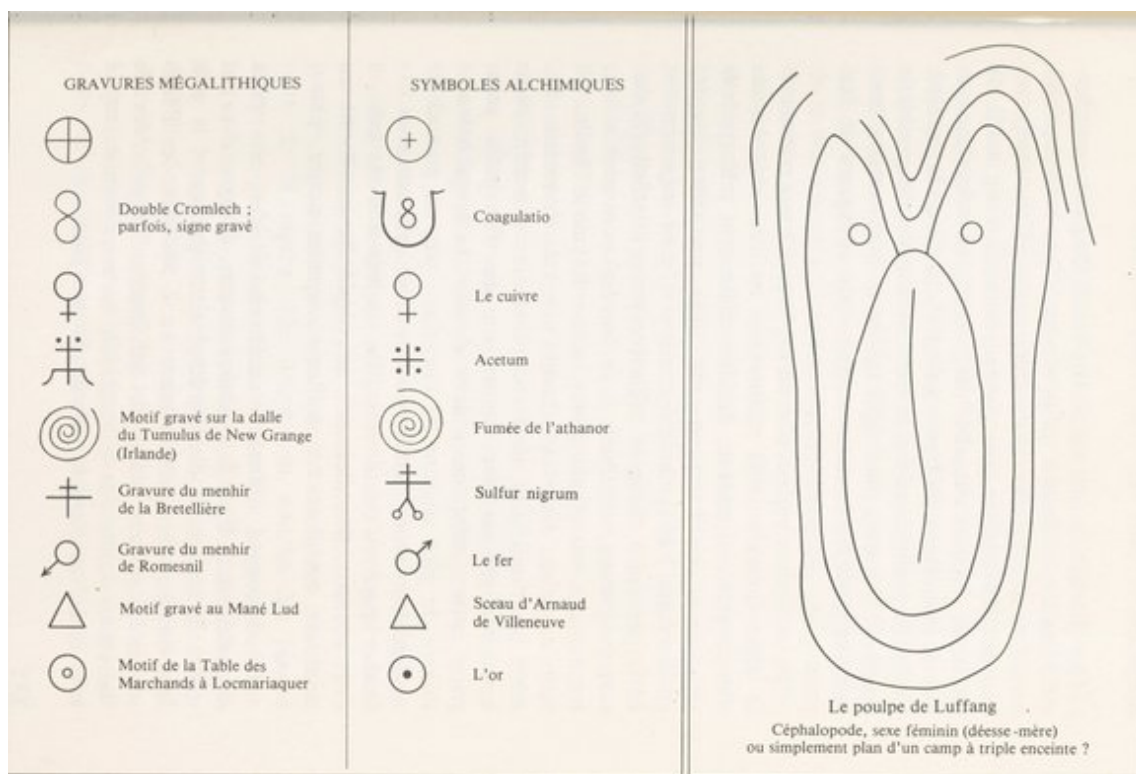 GRAVURES MÉGALITHIQUES
Double Cromlech ;
parfois, signe gravé
Motif gravé sur la dalle
du Tumulus de New Grange
(Irlande)
Gravure du menhir
de la Bretellière
Gravure du menhir
de Romesnil
Motif gravé au Mané Lud
Motif de la Table des
Marchands à Locmariaquer
SYMBOLES ALCHIMIQUES
Coagulatio
Le cuivre
Acetum
Fumée de l'athanor
Sulfur nigrum
Le fer
Sceau d'Arnaud
de Villeneuve
L'or
Le poulpe de Luffang
Céphalopode, sexe féminin (déesse-mère)
ou simplement plan d'un camp à triple enceinte ?